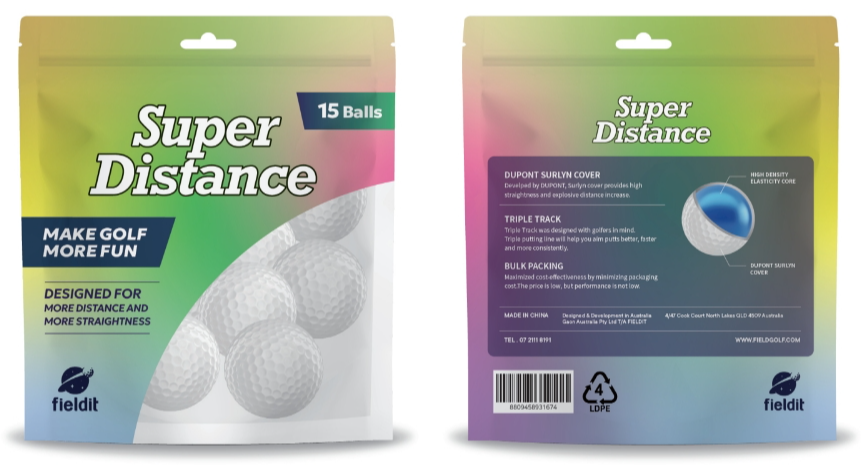 15 Balls
Super
Distance
MAKE GOLF
MORE FUN
DESIGNED FOR
MORE DISTANCE AND
MORE STRAIGHTNESS
fieldit
Super
Distance
DUPONT SURLYN COVER
Develped by DUPONT, Surlyn cover provides high
straightness and explosive distance increase.
HIGH DENSITY
ELASTICITY CORE
TRIPLE TRACK
Triple Track was designed with golfers in mind.
Triple putting line will help you aim putts better, faster
and more consistently.
BULK PACKING
Maximized cost-effectiveness by minimizing packaging
cost.The price is low, but performance is not low.
DUPONT SURLYN
COVER
MADE IN CHINA
Designed & Development in Australia
Gaon Australia Pty Ltd T/A FIELDIT
4/47 Cook Court North Lakes QLD 4509 Australia
TEL . 07 2111 8191
WWW.FIELDGOLF.COM
8809458931674
4
LDPE
fieldit